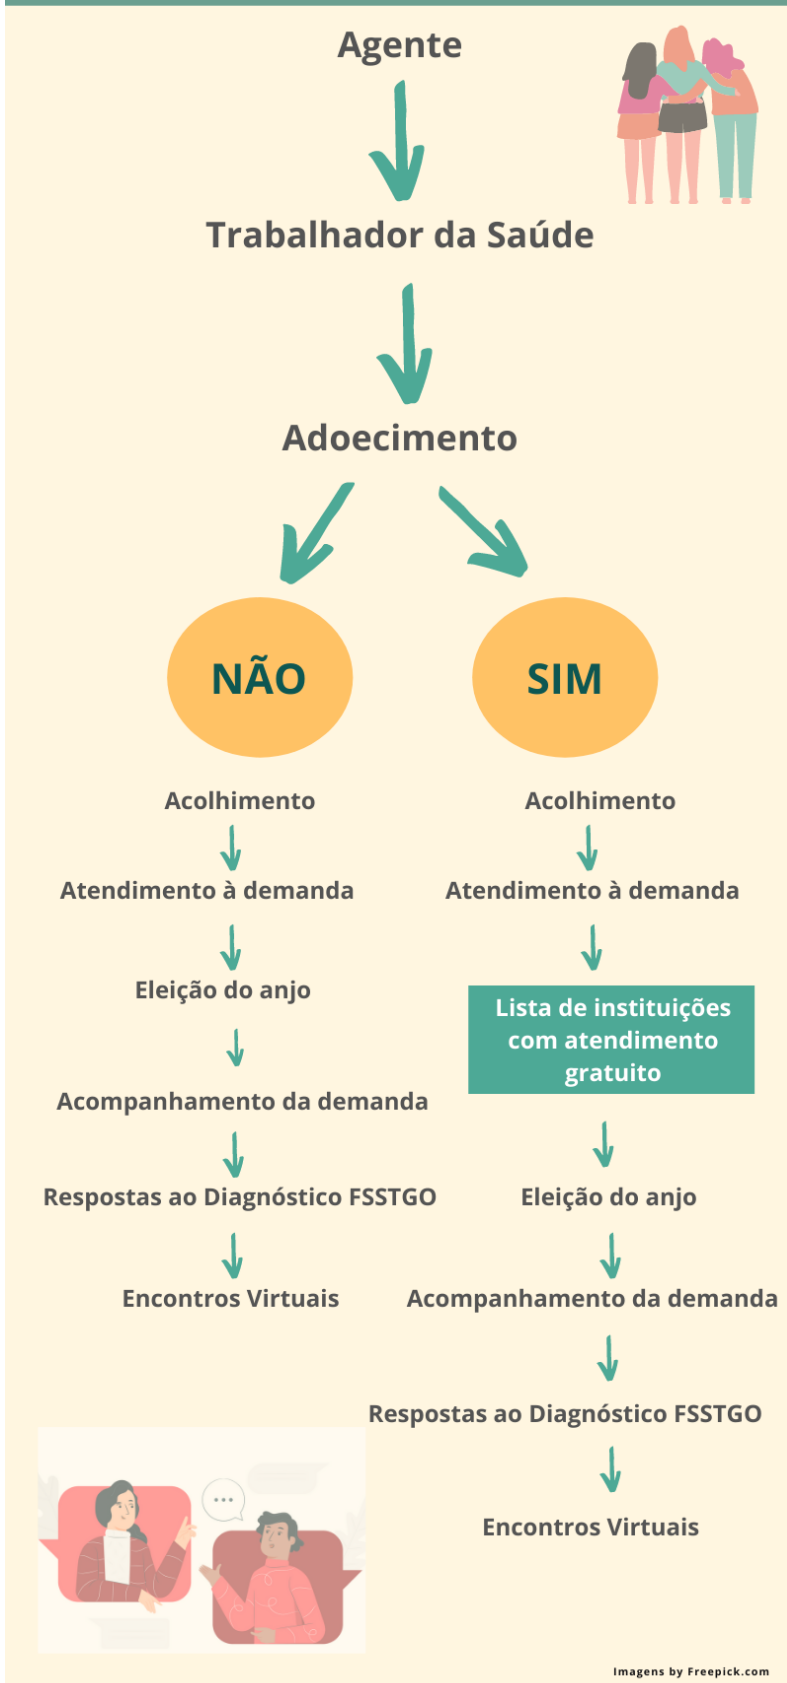 Agente
Trabalhador da Saúde
Adoecimento
NÃO
Acolhimento
Atendimento à demanda
Eleição do anjo
Acompanhamento da demanda
Respostas ao Diagnóstico FSSTGO
Encontros Virtuais
SIM
Acolhimento
Atendimento à demanda
Lista de instituições
com atendimento
gratuito
Eleição do anjo
Acompanhamento da demanda
Respostas ao Diagnóstico FSSTGO
Encontros Virtuais
Imagens by Freepick.com